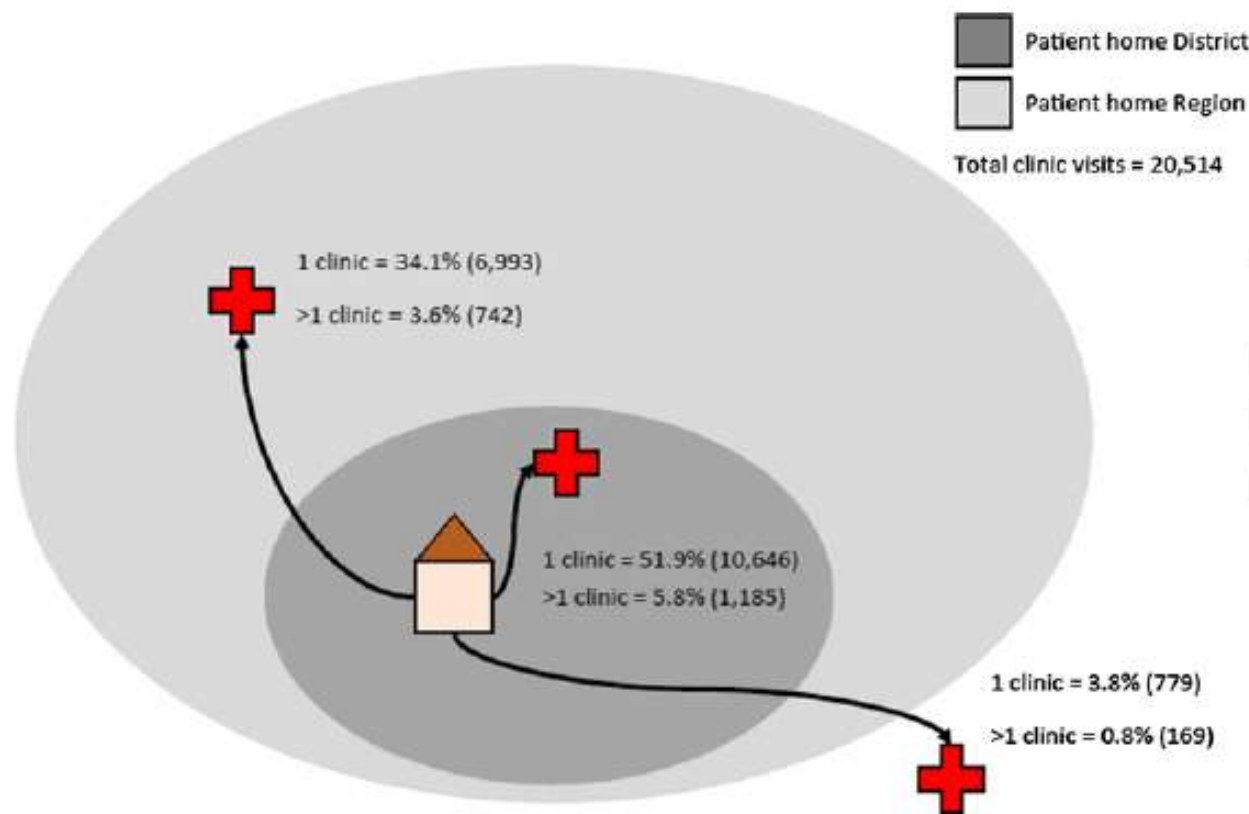 Patient home District
Patient home Region
Total clinic visits = 20,514
1 clinic = 34.1% (6,993)
>1 clinic = 3.6% (742)
1 clinic = 51.9% (10,646)
>1 clinic = 5.8% (1,185)
1 clinic = 3.8% (779)
>1 clinic = 0.8% (169)